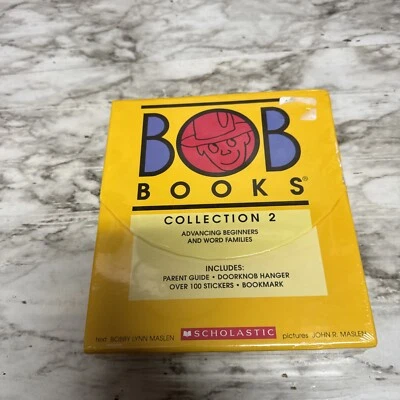 BOB
BOOKS®
COLLECTION 2
ADVANCING BEGINNERS
AND WORD FAMILIES
INCLUDES:
PARENT GUIDE • DOORKNOB HANGER
OVER 100 STICKERS • BOOKMARK
SCHOLASTIC
text BOBBY LYNN MASLEN
pictures JOHN R. MASLEN